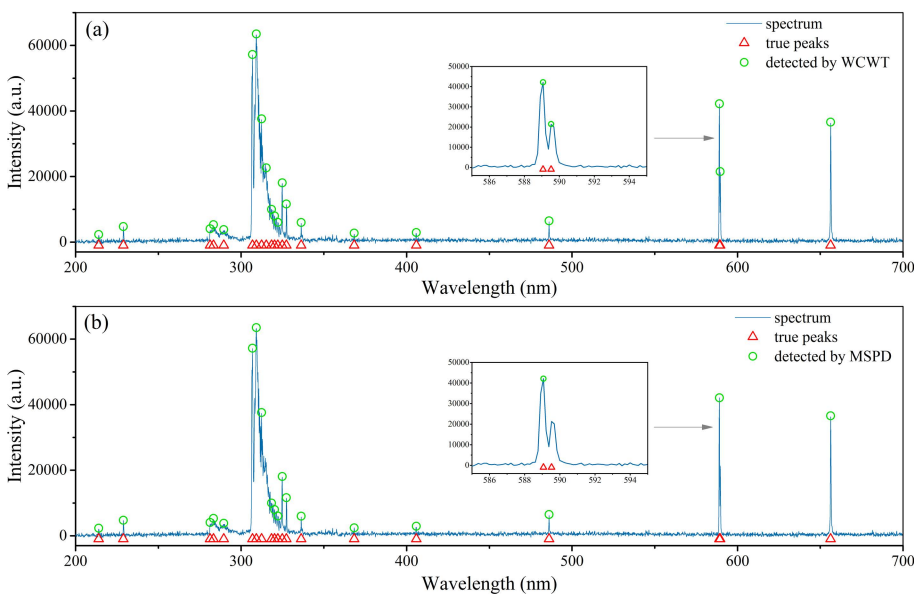 (a)
spectrum
true peaks
detected by WCWT
Intensity (a.u.)
60000
40000
20000
0
50000
40000
30000
20000
10000
0
586 588 590 592 594
200 300 400 500 600 700
Wavelength (nm)
(b)
spectrum
true peaks
detected by MSPD
Intensity (a.u.)
60000
40000
20000
0
50000
40000
30000
20000
10000
0
586 588 590 592 594
200 300 400 500 600 700
Wavelength (nm)